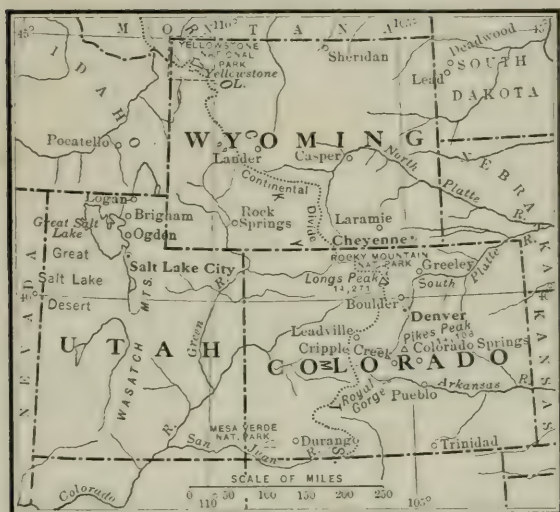 MONTANA
45° 110° 105° 45°
IDAHO
YELLOWSTONE
NATIONAL
PARK
Yellowstone
L.
Sheridan
Deadwood
Lead
SOUTH
DAKOTA
Pocatello
WYOMING
Lander
Casper
North
Platte
R.
NEBRA
Continental
Divide
Logan
Brigham
Great Salt
Lake
Ogden
Rock
Springs
Laramie
Cheyenne
ROCKY MOUNTAIN
NAT. PARK
Great
Salt Lake
Desert
Salt Lake City
Longs Peak
14,271
Greeley
South
Platte
R.
KANSAS
NEVADA
40°
MTS.
WASATCH
Green
R.
Boulder
Denver
Pikes Peak
Leadville
Cripple Creek
Colorado Springs
UTAH
COLORADO
Royal
Gorge
Pueblo
Arkansas
R.
MESA VERDE
NAT. PARK
San
Juan
R.
Durango
Trinidad
Colorado
R.
SCALE OF MILES
0 50 100 150 200 250
110 105°